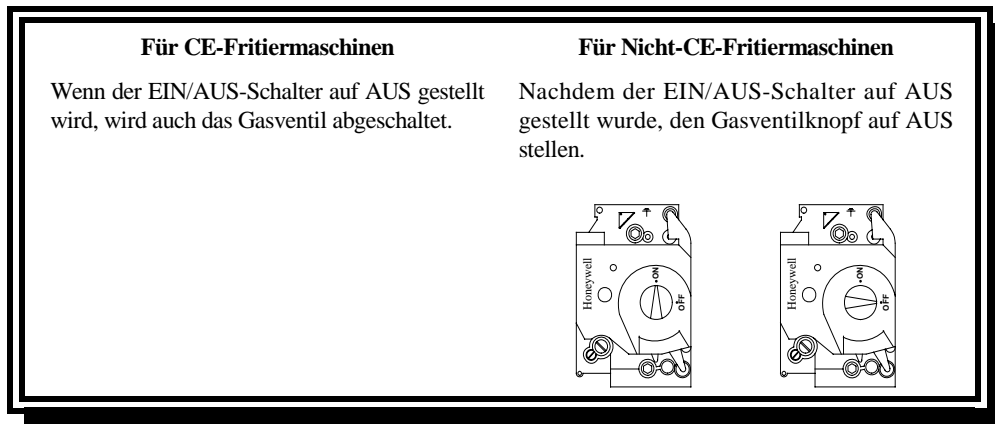 Für CE-Fritiermaschinen
Wenn der EIN/AUS-Schalter auf AUS gestellt
wird, wird auch das Gasventil abgeschaltet.
Für Nicht-CE-Fritiermaschinen
Nachdem der EIN/AUS-Schalter auf AUS
gestellt wurde, den Gasventilknopf auf AUS
stellen.
Honeywell
ON
OFF
Honeywell
ON
OFF